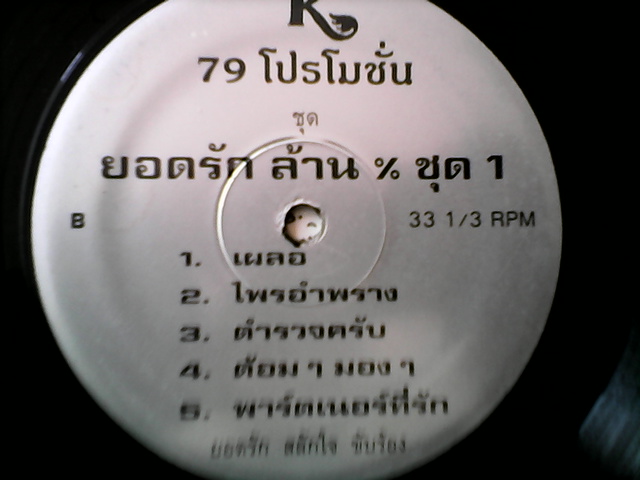 K
79 โปรโมชั่น
ชุด
ยอดรัก ล้าน % ชุด 1
B 33 1/3 RPM
1. เผลอ
2. ไพรอำพราง
3. ตำรวจครับ
4. ด้อม ๆ มอง ๆ
5. พาร์ตเนอร์ที่รัก
ยอดรัก สลักใจ ขับร้อง